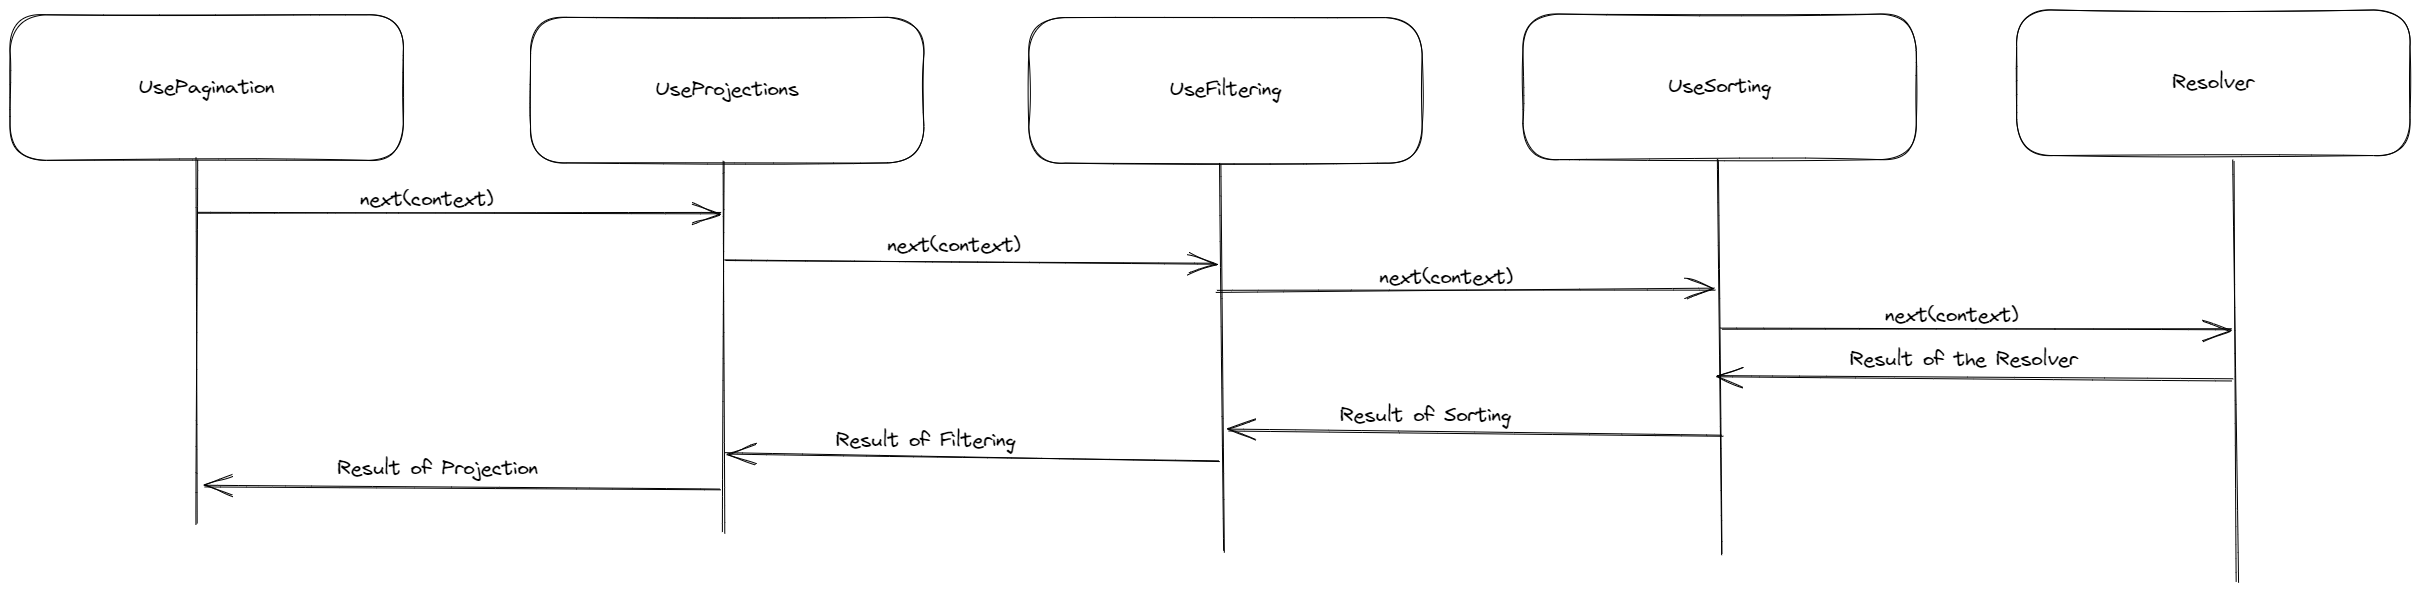 UsePagination
UseProjections
UseFiltering
UseSorting
Resolver
next(context)
next(context)
next(context)
next(context)
Result of the Resolver
Result of Sorting
Result of Filtering
Result of Projection